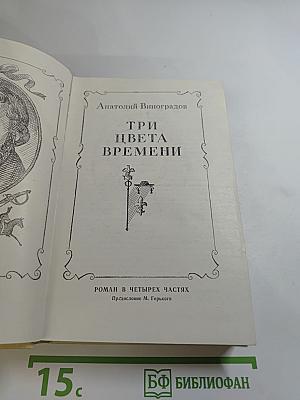 Анатолий Виноградов
ТРИ
ЦВЕТА
ВРЕМЕНИ
РОМАН В ЧЕТЫРЕХ ЧАСТЯХ
Предисловие М. Горького
15с
БФ БИБЛИОФАН